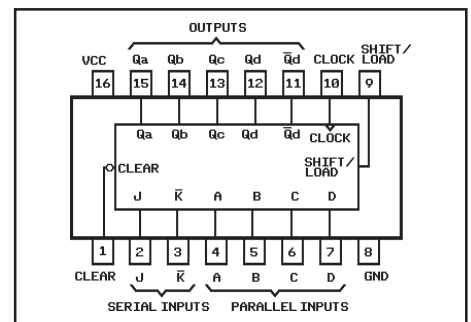 OUTPUTS
VCC Qa Qb Qc Qd Q̅d CLOCK SHIFT/
LOAD
16 15 14 13 12 11 10 9
Qa Qb Qc Qd Q̅d CLOCK
CLEAR SHIFT/
LOAD
J K̅ A B C D
1 2 3 4 5 6 7 8
CLEAR J K̅ A B C D GND
SERIAL INPUTS PARALLEL INPUTS